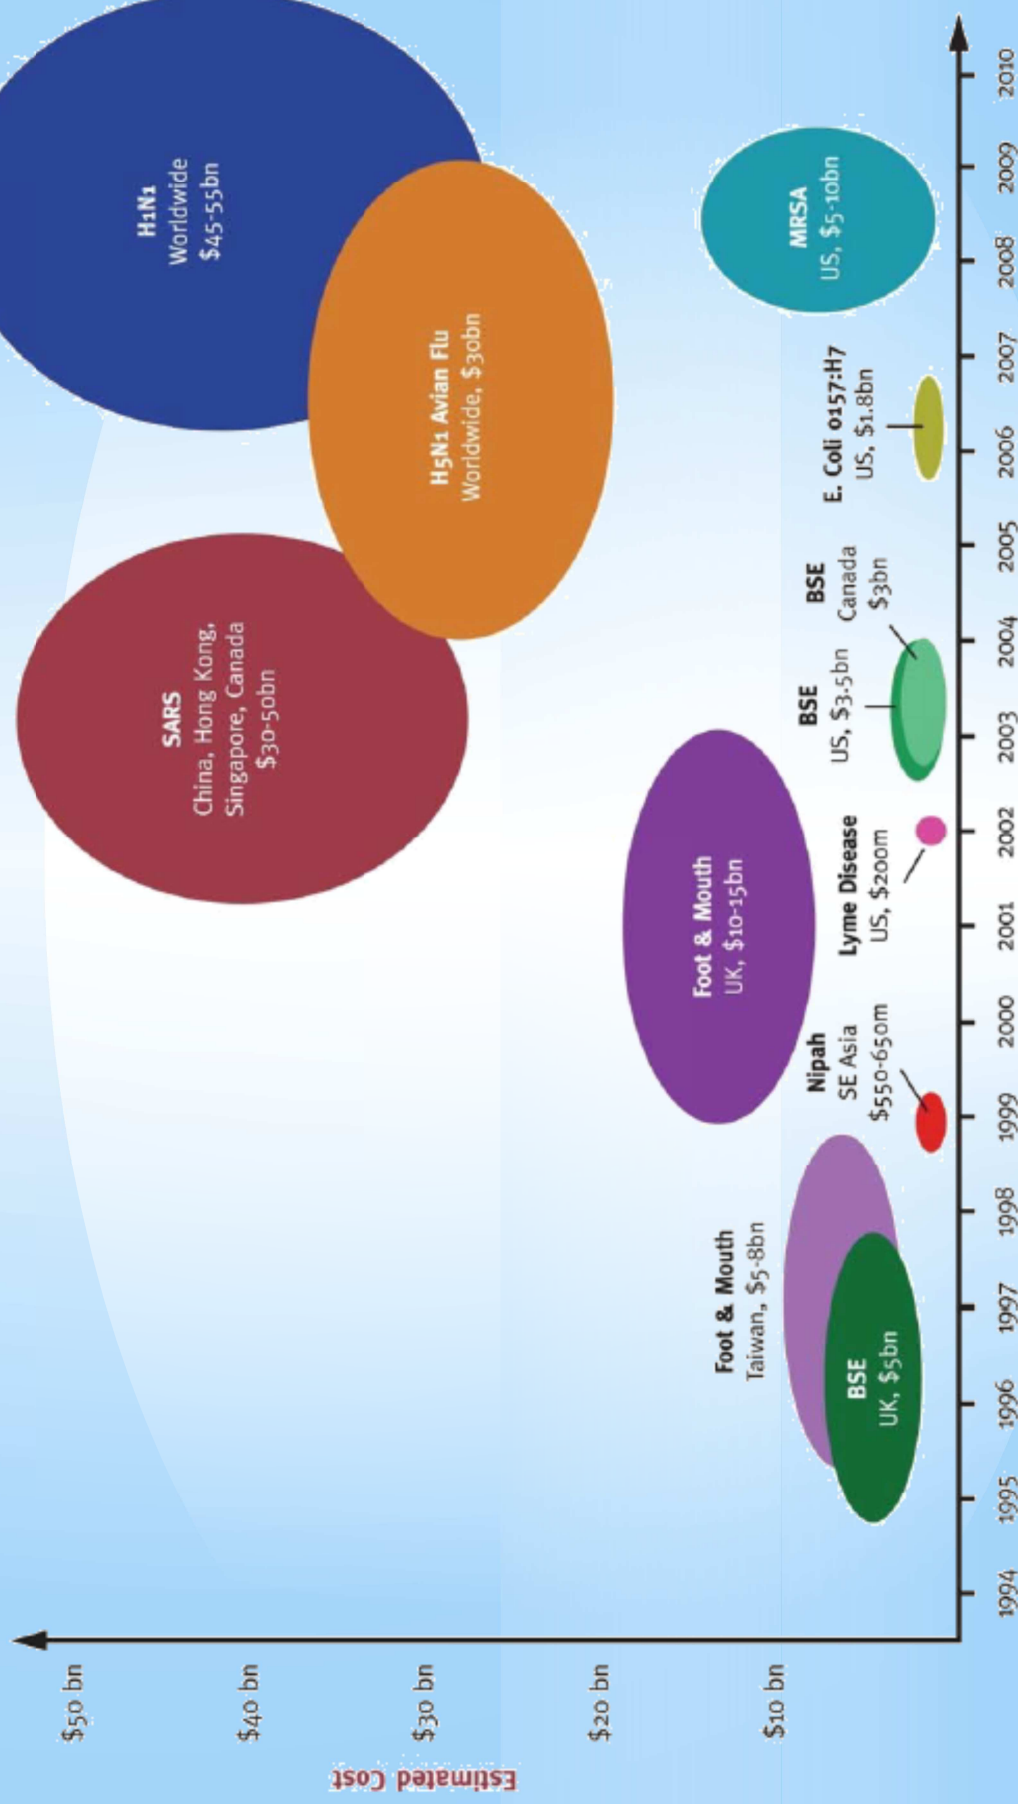 Estimated Cost
$50 bn
$40 bn
$30 bn
$20 bn
$10 bn
H1N1
Worldwide
$45-55bn
SARS
China, Hong Kong,
Singapore, Canada
$30-50bn
H5N1 Avian Flu
Worldwide, $30bn
Foot & Mouth
UK, $10-15bn
Foot & Mouth
Taiwan, $5-8bn
BSE
UK, $5bn
Nipah
SE Asia
$550-650m
Lyme Disease
US, $200m
BSE
US, $3.5bn
BSE
Canada
$3bn
E. Coli 0157:H7
US, $1.8bn
MRSA
US, $5-10bn
1994
1995
1996
1997
1998
1999
2000
2001
2002
2003
2004
2005
2006
2007
2008
2009
2010